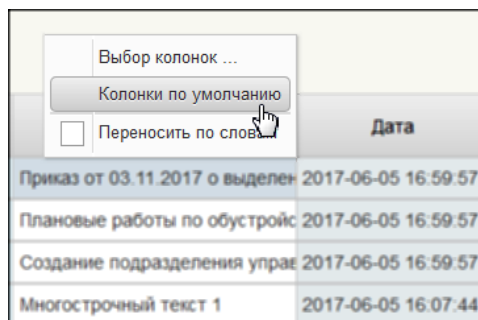 Выбор колонок ...
Колонки по умолчанию
Переносить по словам
Дата
Приказ от 03.11.2017 о выделен 2017-06-05 16:59:57
Плановые работы по обустройс 2017-06-05 16:59:57
Создание подразделения управ 2017-06-05 16:59:57
Многострочный текст 1 2017-06-05 16:07:44